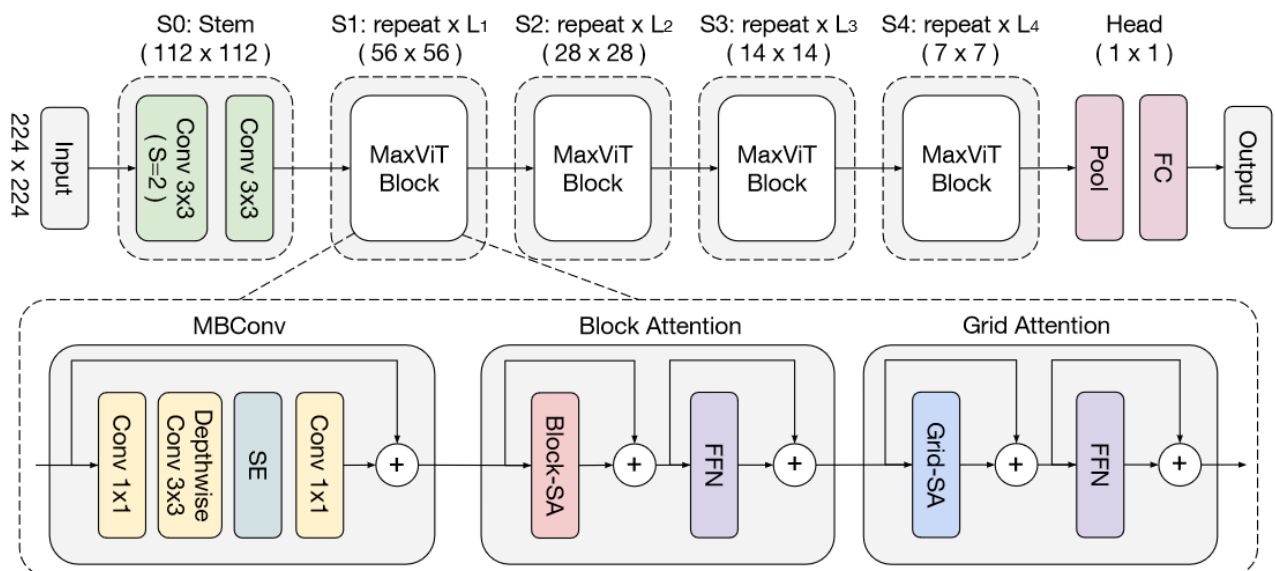 S0: Stem
( 112 x 112 )
S1: repeat x L₁
( 56 x 56 )
S2: repeat x L₂
( 28 x 28 )
S3: repeat x L₃
( 14 x 14 )
S4: repeat x L₄
( 7 x 7 )
Head
( 1 x 1 )
224 x 224
Input
Conv 3x3
( S=2 )
Conv 3x3
MaxViT
Block
MaxViT
Block
MaxViT
Block
MaxViT
Block
Pool
FC
Output
MBConv
Block Attention
Grid Attention
Conv 1x1
Depthwise
Conv 3x3
SE
Conv 1x1
+
Block-SA
+
FFN
+
Grid-SA
+
FFN
+